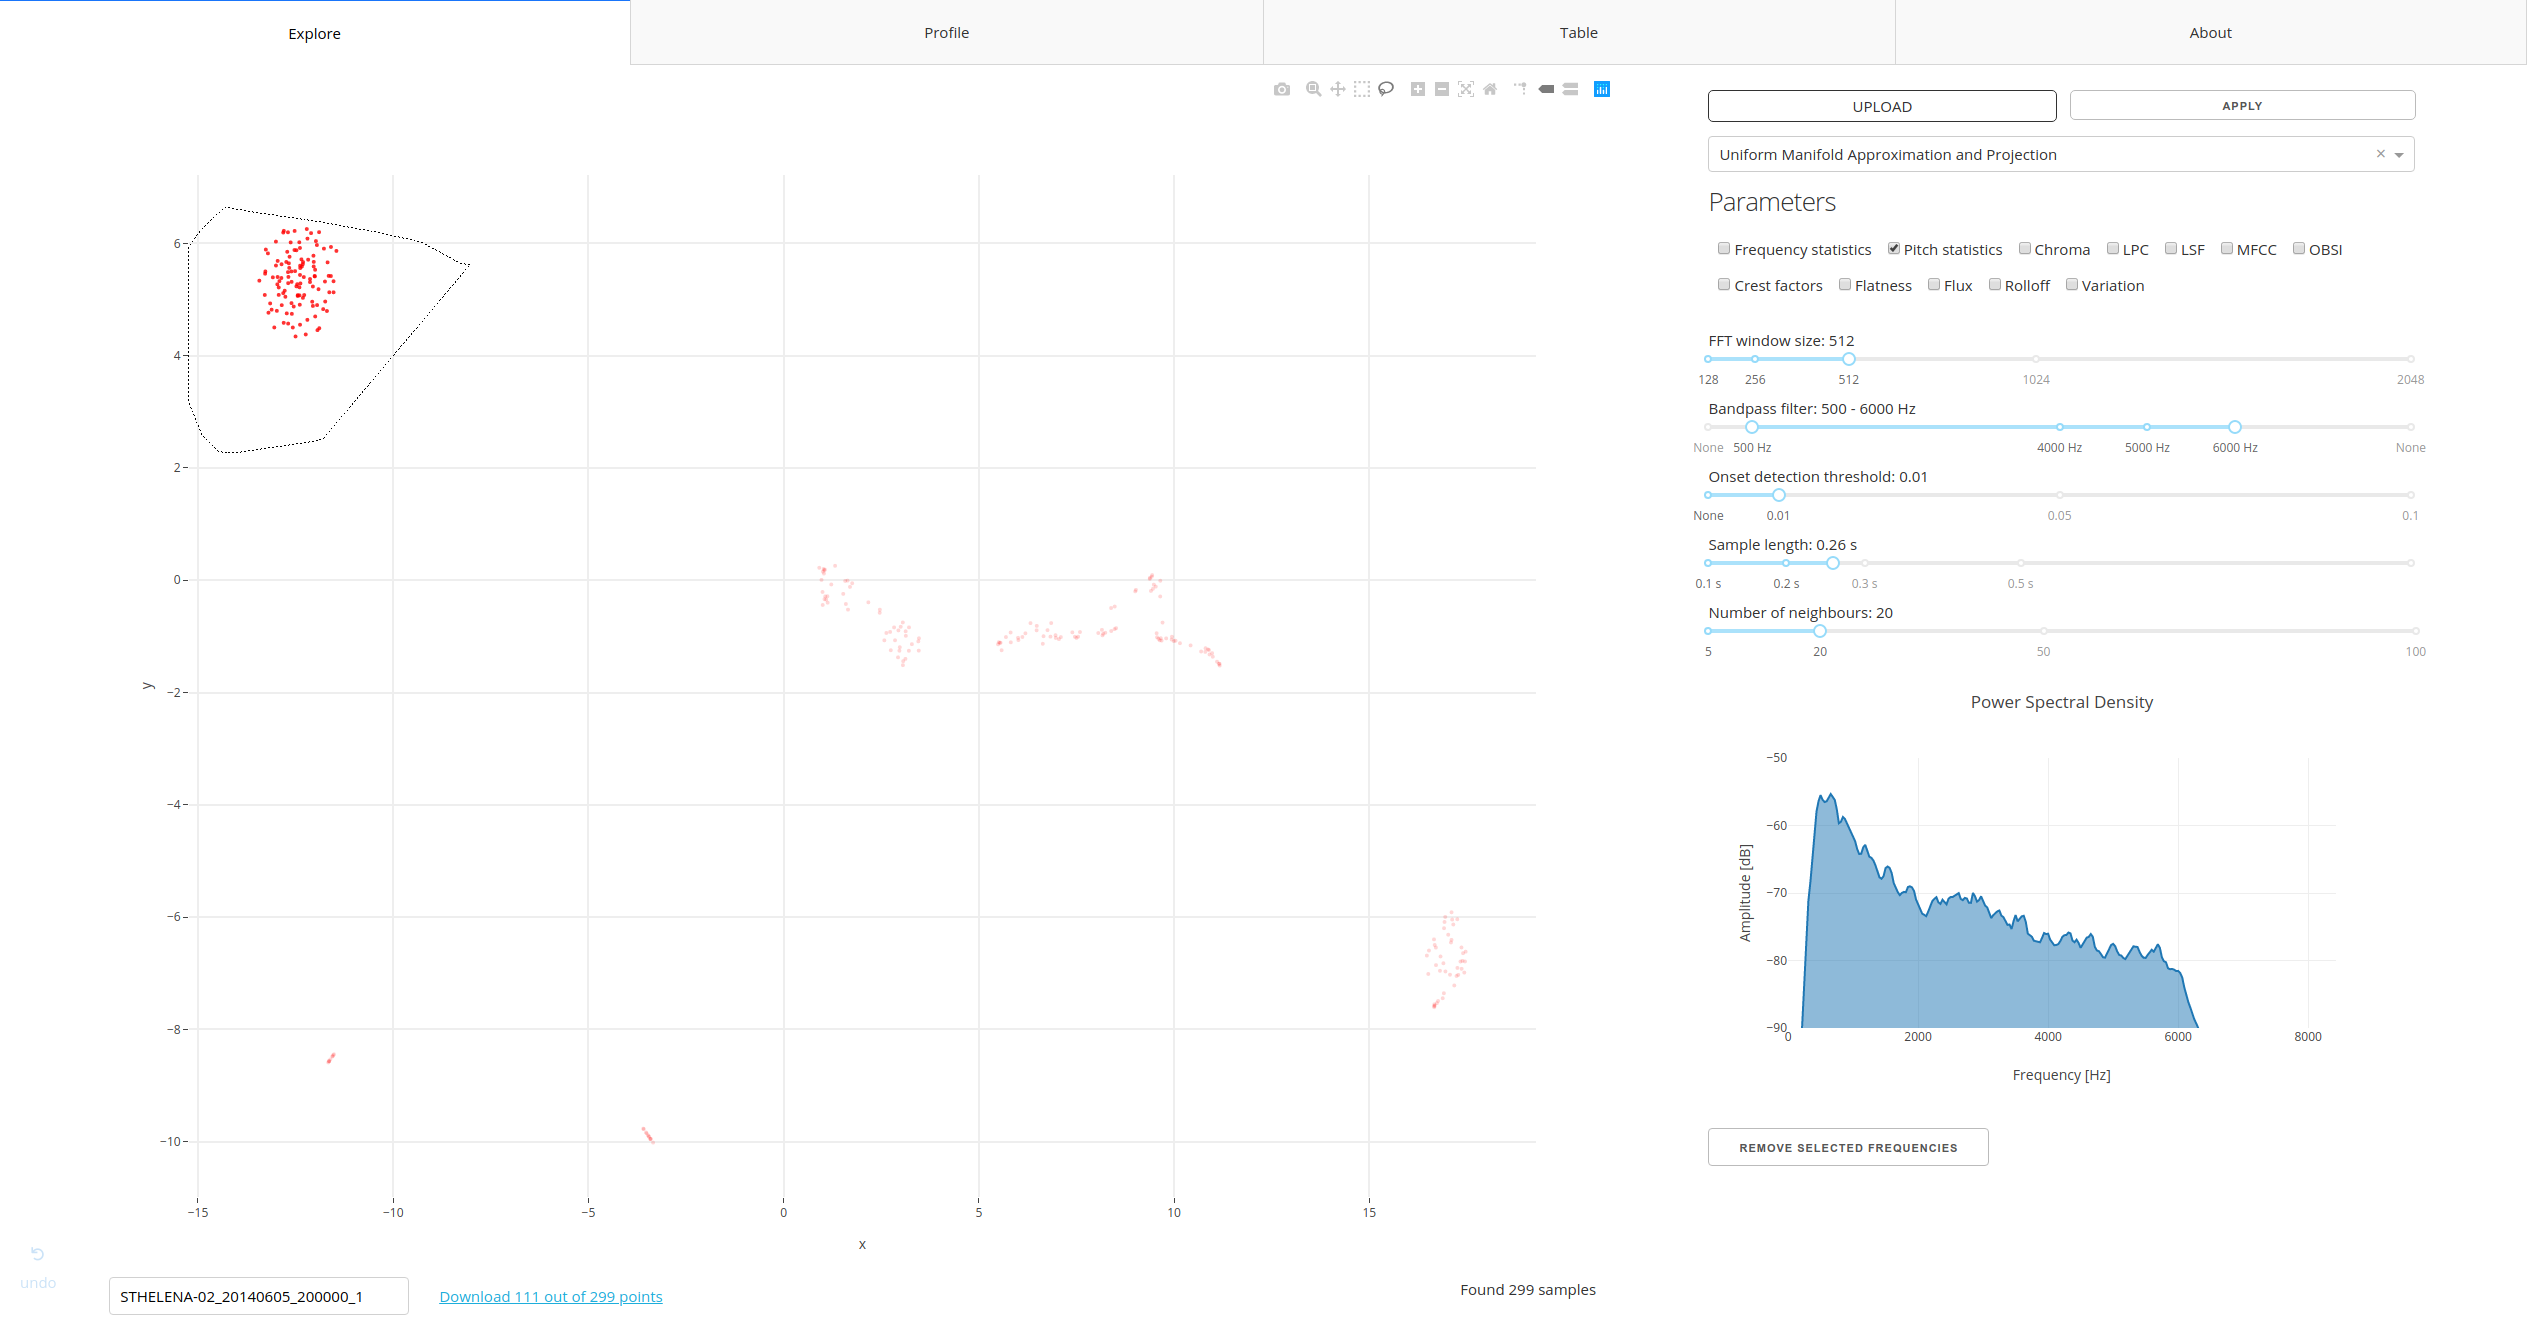 Explore Profile Table About
UPLOAD APPLY
Uniform Manifold Approximation and Projection
Parameters
Frequency statistics Pitch statistics Chroma LPC LSF MFCC OBSI
Crest factors Flatness Flux Rolloff Variation
FFT window size: 512
128 256 512 1024 2048
Bandpass filter: 500 - 6000 Hz
None 500 Hz 4000 Hz 5000 Hz 6000 Hz None
Onset detection threshold: 0.01
None 0.01 0.05 0.1
Sample length: 0.26 s
0.1 s 0.2 s 0.3 s 0.5 s
Number of neighbours: 20
5 20 50 100
6
4
2
0
−2
−4
−6
−8
−10
y
−15 −10 −5 0 5 10 15
x
Power Spectral Density
−50
−60
−70
−80
−90
Amplitude [dB]
0 2000 4000 6000 8000
Frequency [Hz]
REMOVE SELECTED FREQUENCIES
undo
STHELENA-02_20140605_200000_1 Download 111 out of 299 points Found 299 samples